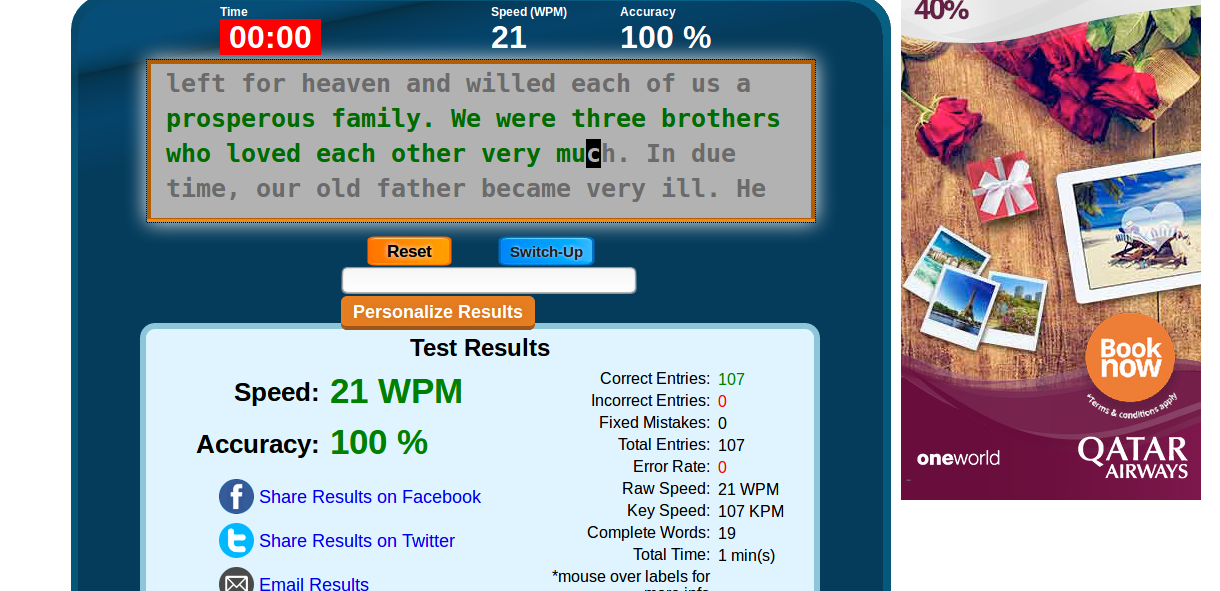 Time
Speed (WPM)
Accuracy
00:00
21
100 %
left for heaven and willed each of us a
prosperous family. We were three brothers
who loved each other very much. In due
time, our old father became very ill. He
Reset
Switch-Up
Personalize Results
Test Results
Speed: 21 WPM
Accuracy: 100 %
Share Results on Facebook
Share Results on Twitter
Email Results
Correct Entries: 107
Incorrect Entries: 0
Fixed Mistakes: 0
Total Entries: 107
Error Rate: 0
Raw Speed: 21 WPM
Key Speed: 107 KPM
Complete Words: 19
Total Time: 1 min(s)
*mouse over labels for
more info
40%
Book
now
*Terms & conditions apply
oneworld
QATAR
AIRWAYS